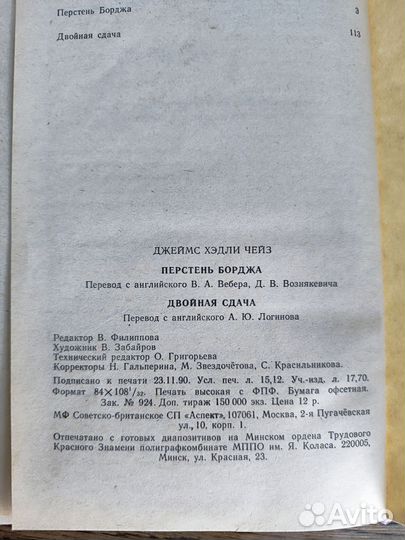 Перстень Борджа 3
Двойная сдача 113
ДЖЕЙМС ХЭДЛИ ЧЕЙЗ
ПЕРСТЕНЬ БОРДЖА
Перевод с английского В. А. Вебера, Д. В. Вознякевича
ДВОЙНАЯ СДАЧА
Перевод с английского А. Ю. Логинова
Редактор В. Филиппова
Художник В. Забайров
Технический редактор О. Григорьева
Корректоры Н. Гальперина, М. Звездочётова, С. Красильникова.
Подписано к печати 23.11.90. Усл. печ. л. 15,12. Уч.-изд. л. 17,70.
Формат 84×108¹/₃₂. Печать высокая с ФПФ. Бумага офсетная.
Зак. № 924. Доп. тираж 150 000 экз. Цена 12 р.
МФ Советско-британское СП «Аспект», 107061, Москва, 2-я Пугачёвская
ул., 10, корп. 1.
Отпечатано с готовых диапозитивов на Минском ордена Трудового
Красного Знамени полиграфкомбинате МППО им. Я. Коласа. 220005,
Минск, ул. Красная, 23.
Avito